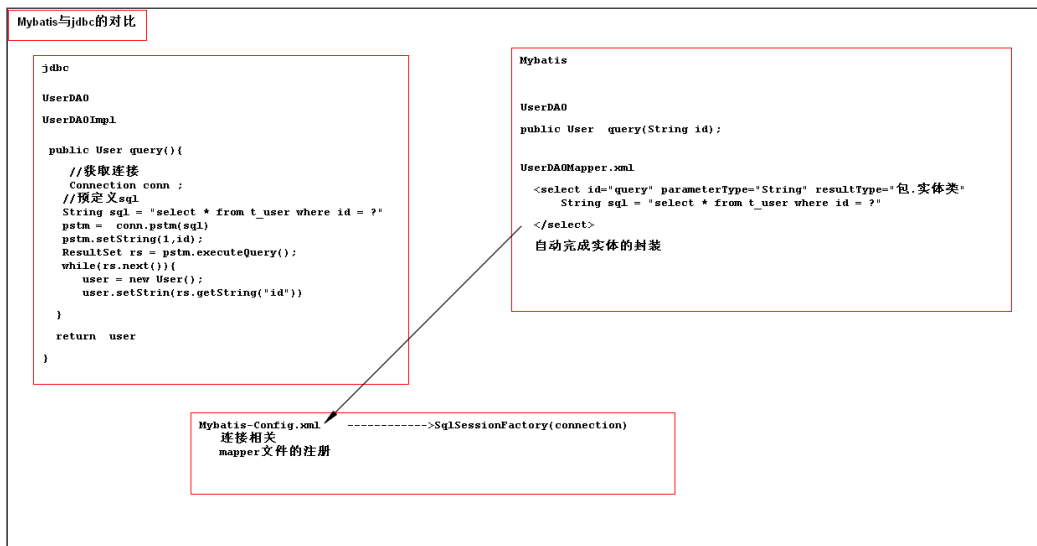 Mybatis与jdbc的对比
jdbc
UserDAO
UserDAOImpl
public User query(){
//获取连接
Connection conn ;
//预定义sql
String sql = "select * from t_user where id = ?"
pstm = conn.pstm(sql)
pstm.setString(1,id);
ResultSet rs = pstm.executeQuery();
while(rs.next()){
user = new User();
user.setStrin(rs.getString("id"))
}
return user
}
Mybatis
UserDAO
public User query(String id);
UserDAOMapper.xml
<select id="query" parameterType="String" resultType="包.实体类"
String sql = "select * from t_user where id = ?"
</select>
自动完成实体的封装
Mybatis-Config.xml ------------>SqlSessionFactory(connection)
连接相关
mapper文件的注册